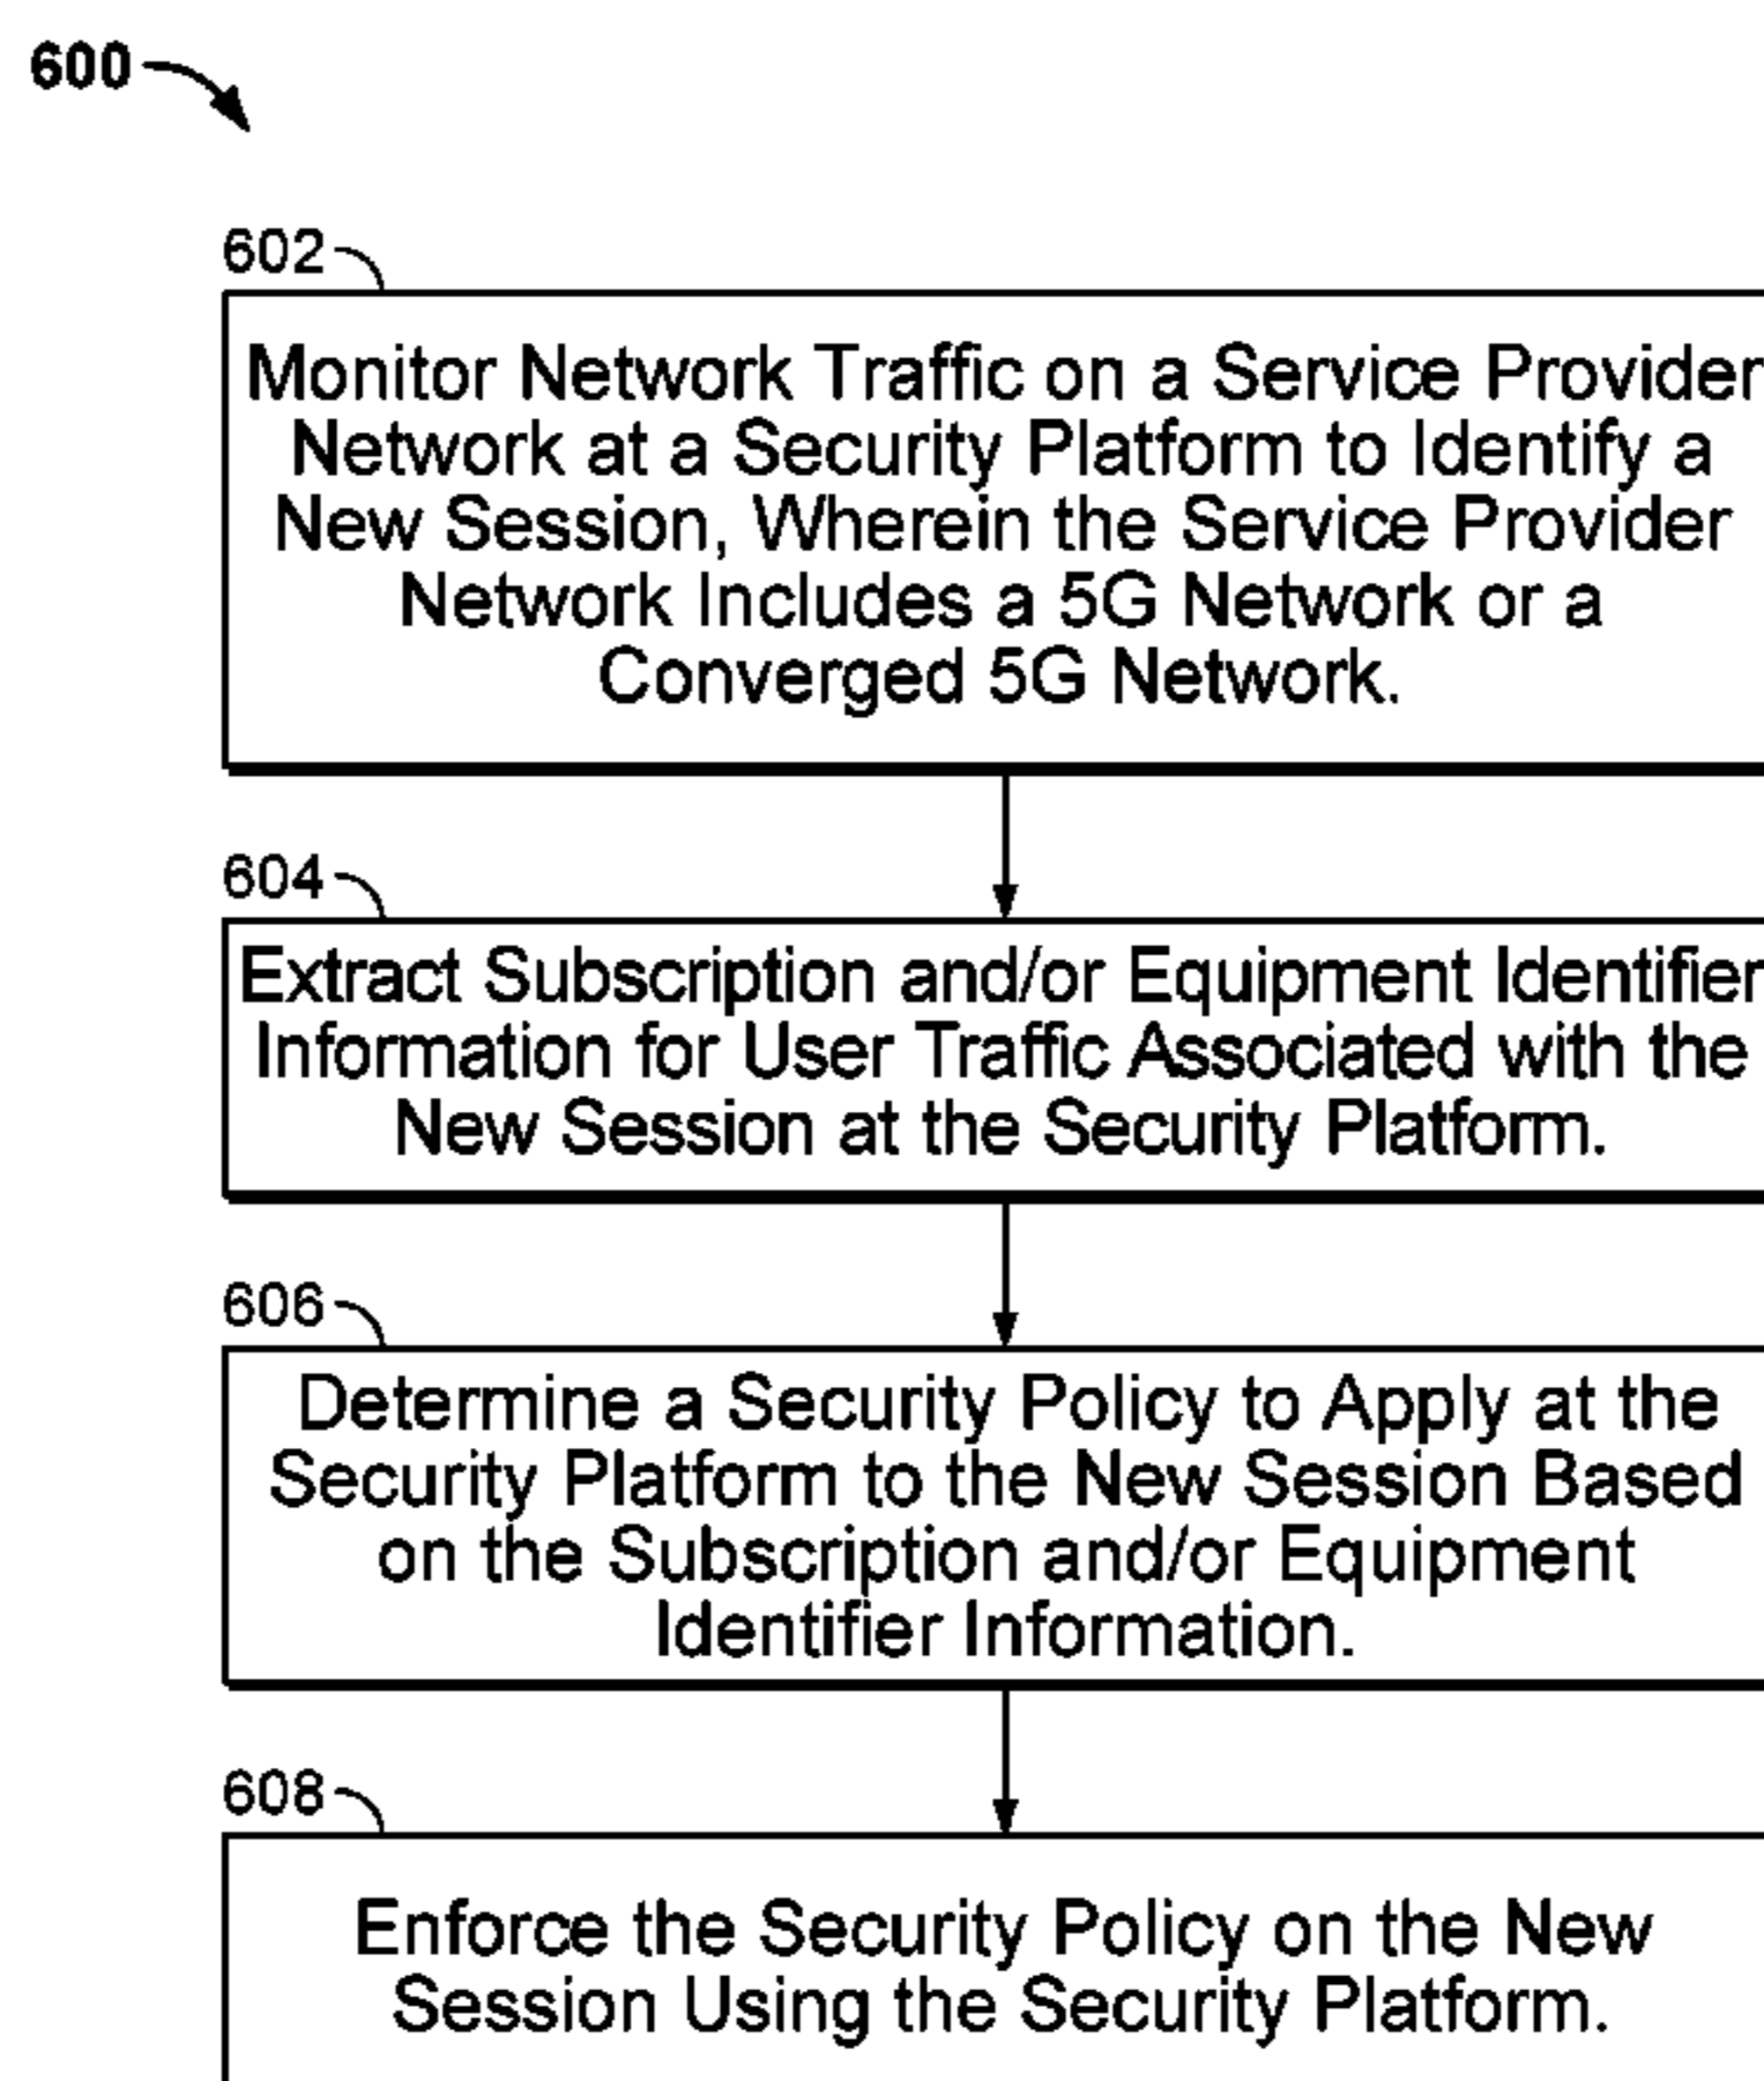 600
602
Monitor Network Traffic on a Service Provider
Network at a Security Platform to Identify a
New Session, Wherein the Service Provider
Network Includes a 5G Network or a
Converged 5G Network.
604
Extract Subscription and/or Equipment Identifier
Information for User Traffic Associated with the
New Session at the Security Platform.
606
Determine a Security Policy to Apply at the
Security Platform to the New Session Based
on the Subscription and/or Equipment
Identifier Information.
608
Enforce the Security Policy on the New
Session Using the Security Platform.